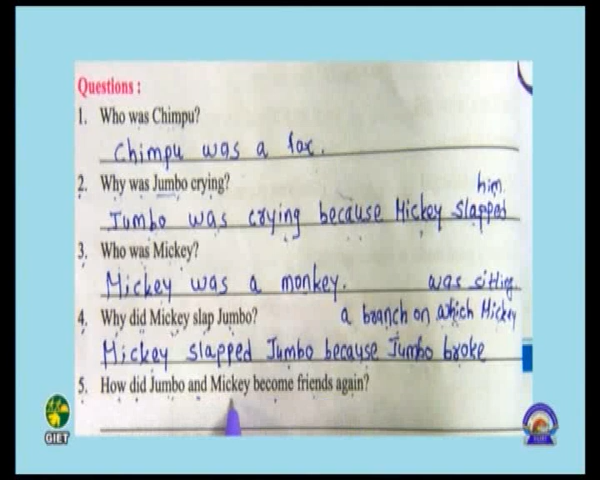 Questions :
1. Who was Chimpu?
Chimpu was a fox.
2. Why was Jumbo crying?
him.
Jumbo was crying because Mickey slapped
3. Who was Mickey?
Mickey was a monkey.
was sitting.
4. Why did Mickey slap Jumbo?
a branch on which Mickey
Mickey slapped Jumbo because Jumbo broke
5. How did Jumbo and Mickey become friends again?
GIET